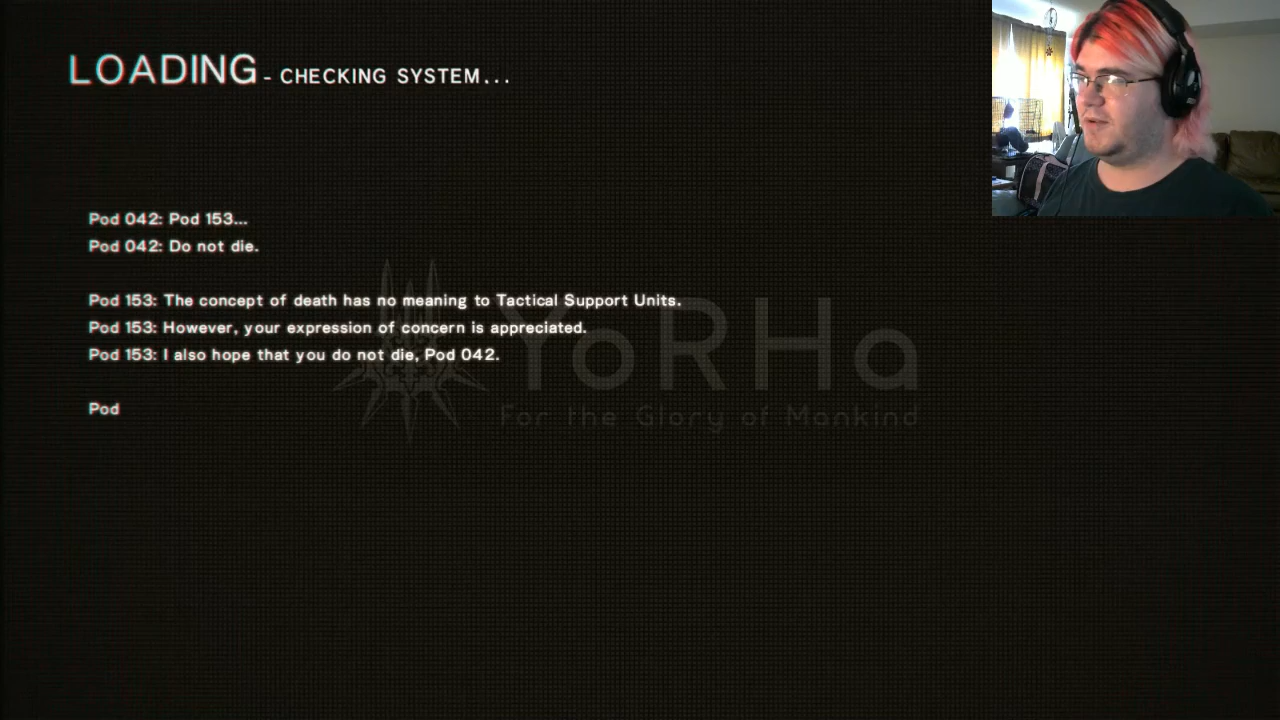 LOADING - CHECKING SYSTEM...
Pod 042: Pod 153...
Pod 042: Do not die.
Pod 153: The concept of death has no meaning to Tactical Support Units.
Pod 153: However, your expression of concern is appreciated.
Pod 153: I also hope that you do not die, Pod 042.
YoRHa
For the Glory of Mankind
Pod